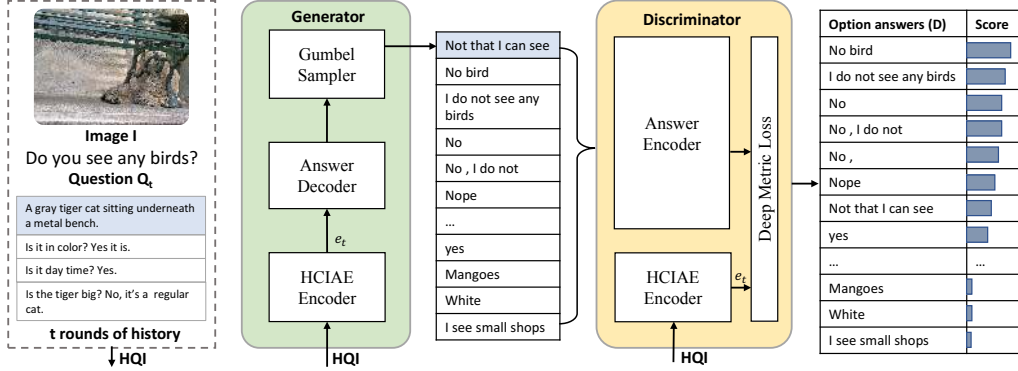 Image I
Do you see any birds?
Question Qt
A gray tiger cat sitting underneath
a metal bench.
Is it in color? Yes it is.
Is it day time? Yes.
Is the tiger big? No, it's a regular
cat.
t rounds of history
HQI
Generator
Gumbel
Sampler
Answer
Decoder
et
HCIAE
Encoder
HQI
Not that I can see
No bird
I do not see any
birds
No
No , I do not
Nope
...
yes
Mangoes
White
I see small shops
Discriminator
Answer
Encoder
HCIAE
Encoder
et
Deep Metric Loss
HQI
Option answers (D) Score
No bird
I do not see any birds
No
No , I do not
No ,
Nope
Not that I can see
yes
... ...
Mangoes
White
I see small shops